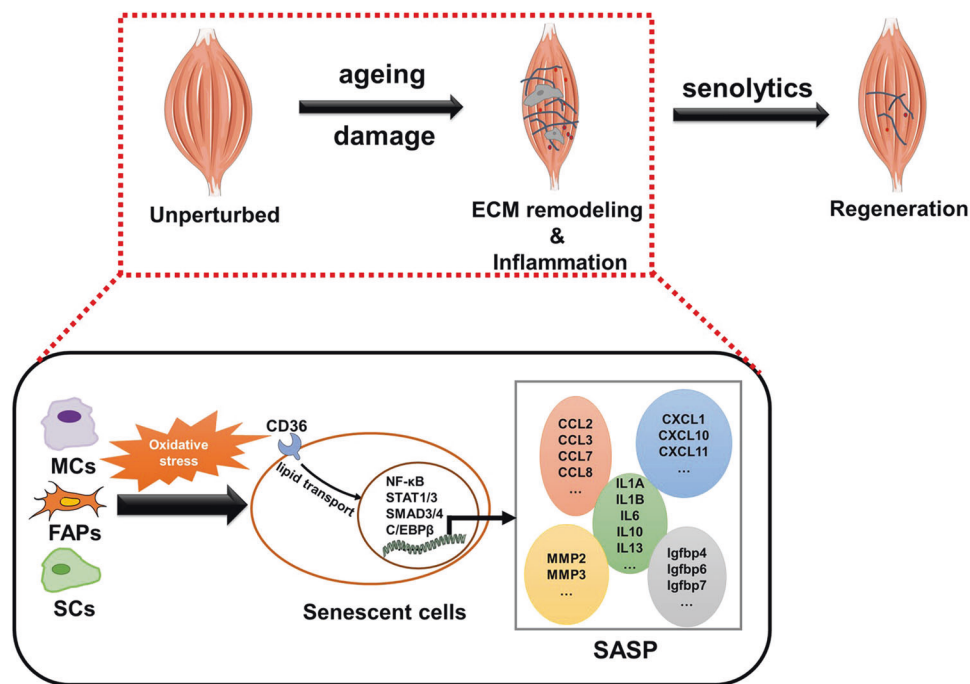 ageing
damage
senolytics
Unperturbed
ECM remodeling
&
Inflammation
Regeneration
MCs
FAPs
SCs
Oxidative
stress
CD36
lipid transport
NF-κB
STAT1/3
SMAD3/4
C/EBPβ
Senescent cells
CCL2
CCL3
CCL7
CCL8
...
CXCL1
CXCL10
CXCL11
...
IL1A
IL1B
IL6
IL10
IL13
...
MMP2
MMP3
...
Igfbp4
Igfbp6
Igfbp7
...
SASP